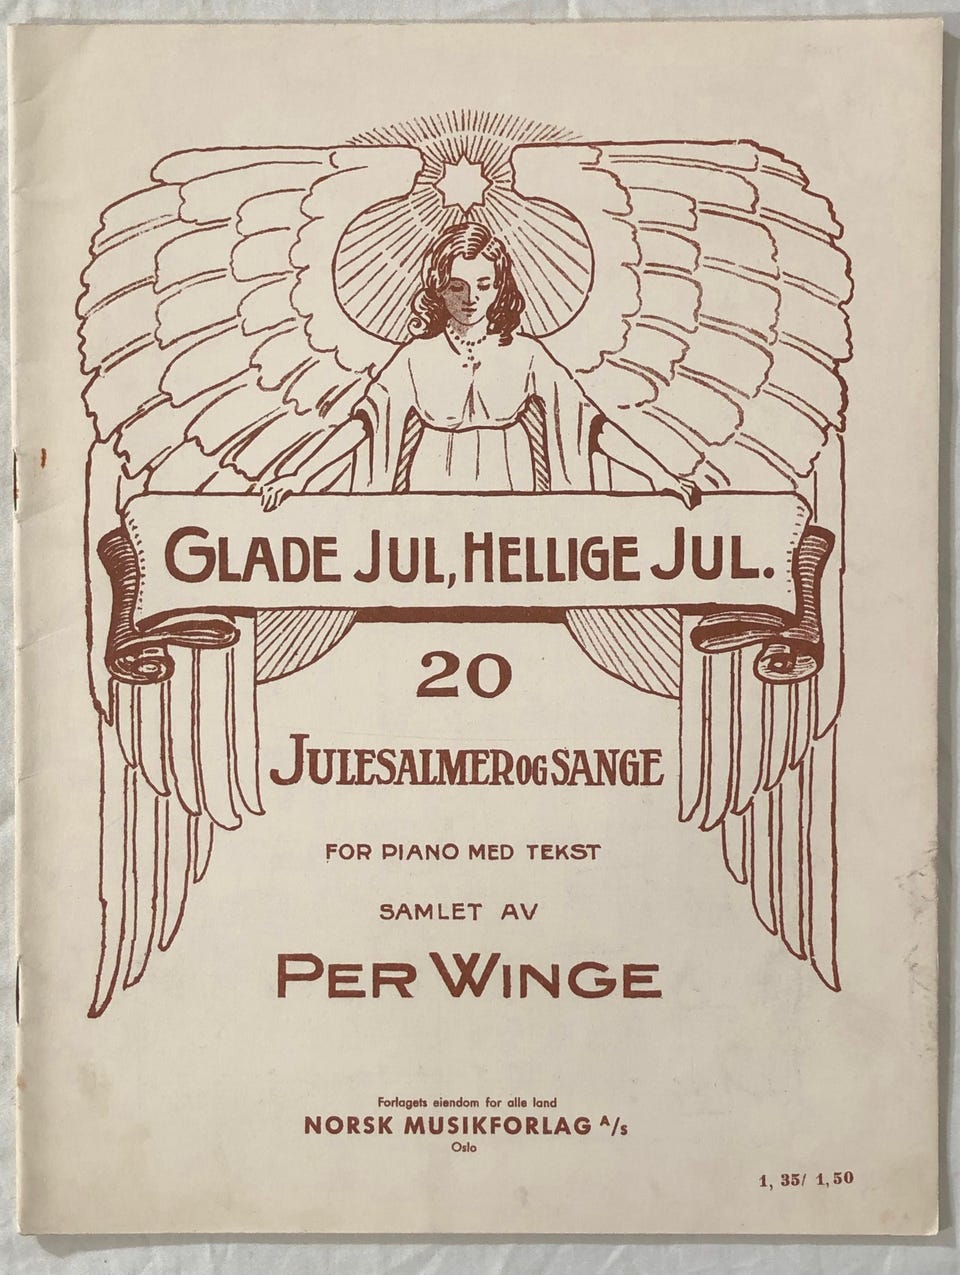 GLADE JUL, HELLIGE JUL.
20
JULESALMER OG SANGE
FOR PIANO MED TEKST
SAMLET AV
PER WINGE
Forlagets eiendom for alle land
NORSK MUSIKFORLAG A/s
Oslo
1, 35/ 1, 50